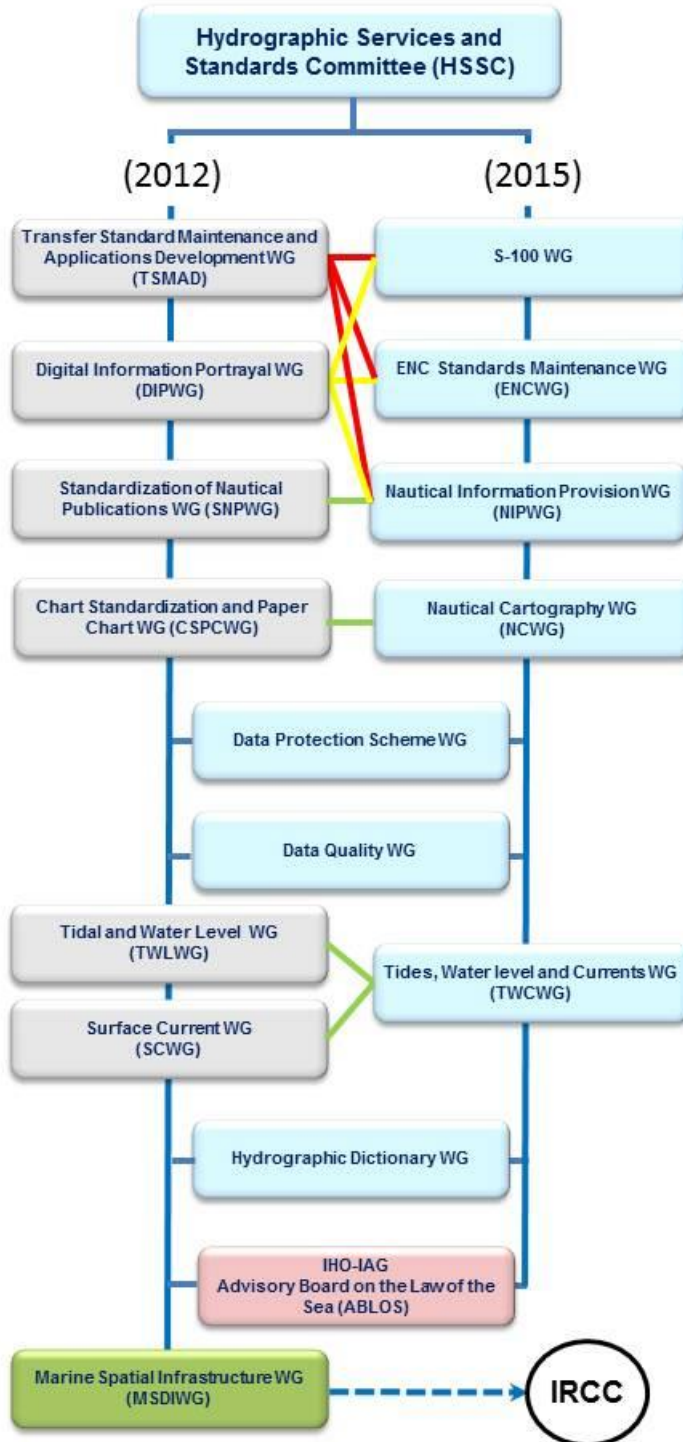 Hydrographic Services and
Standards Committee (HSSC)
(2012)
(2015)
Transfer Standard Maintenance and
Applications Development WG
(TSMAD)
S-100 WG
Digital Information Portrayal WG
(DIPWG)
ENC Standards Maintenance WG
(ENCWG)
Standardization of Nautical
Publications WG (SNPWG)
Nautical Information Provision WG
(NIPWG)
Chart Standardization and Paper
Chart WG (CSPCWG)
Nautical Cartography WG
(NCWG)
Data Protection Scheme WG
Data Quality WG
Tidal and Water Level WG
(TWLWG)
Tides, Water level and Currents WG
(TWCWG)
Surface Current WG
(SCWG)
Hydrographic Dictionary WG
IHO-IAG
Advisory Board on the Law of the
Sea (ABLOS)
Marine Spatial Infrastructure WG
(MSDIWG)
IRCC